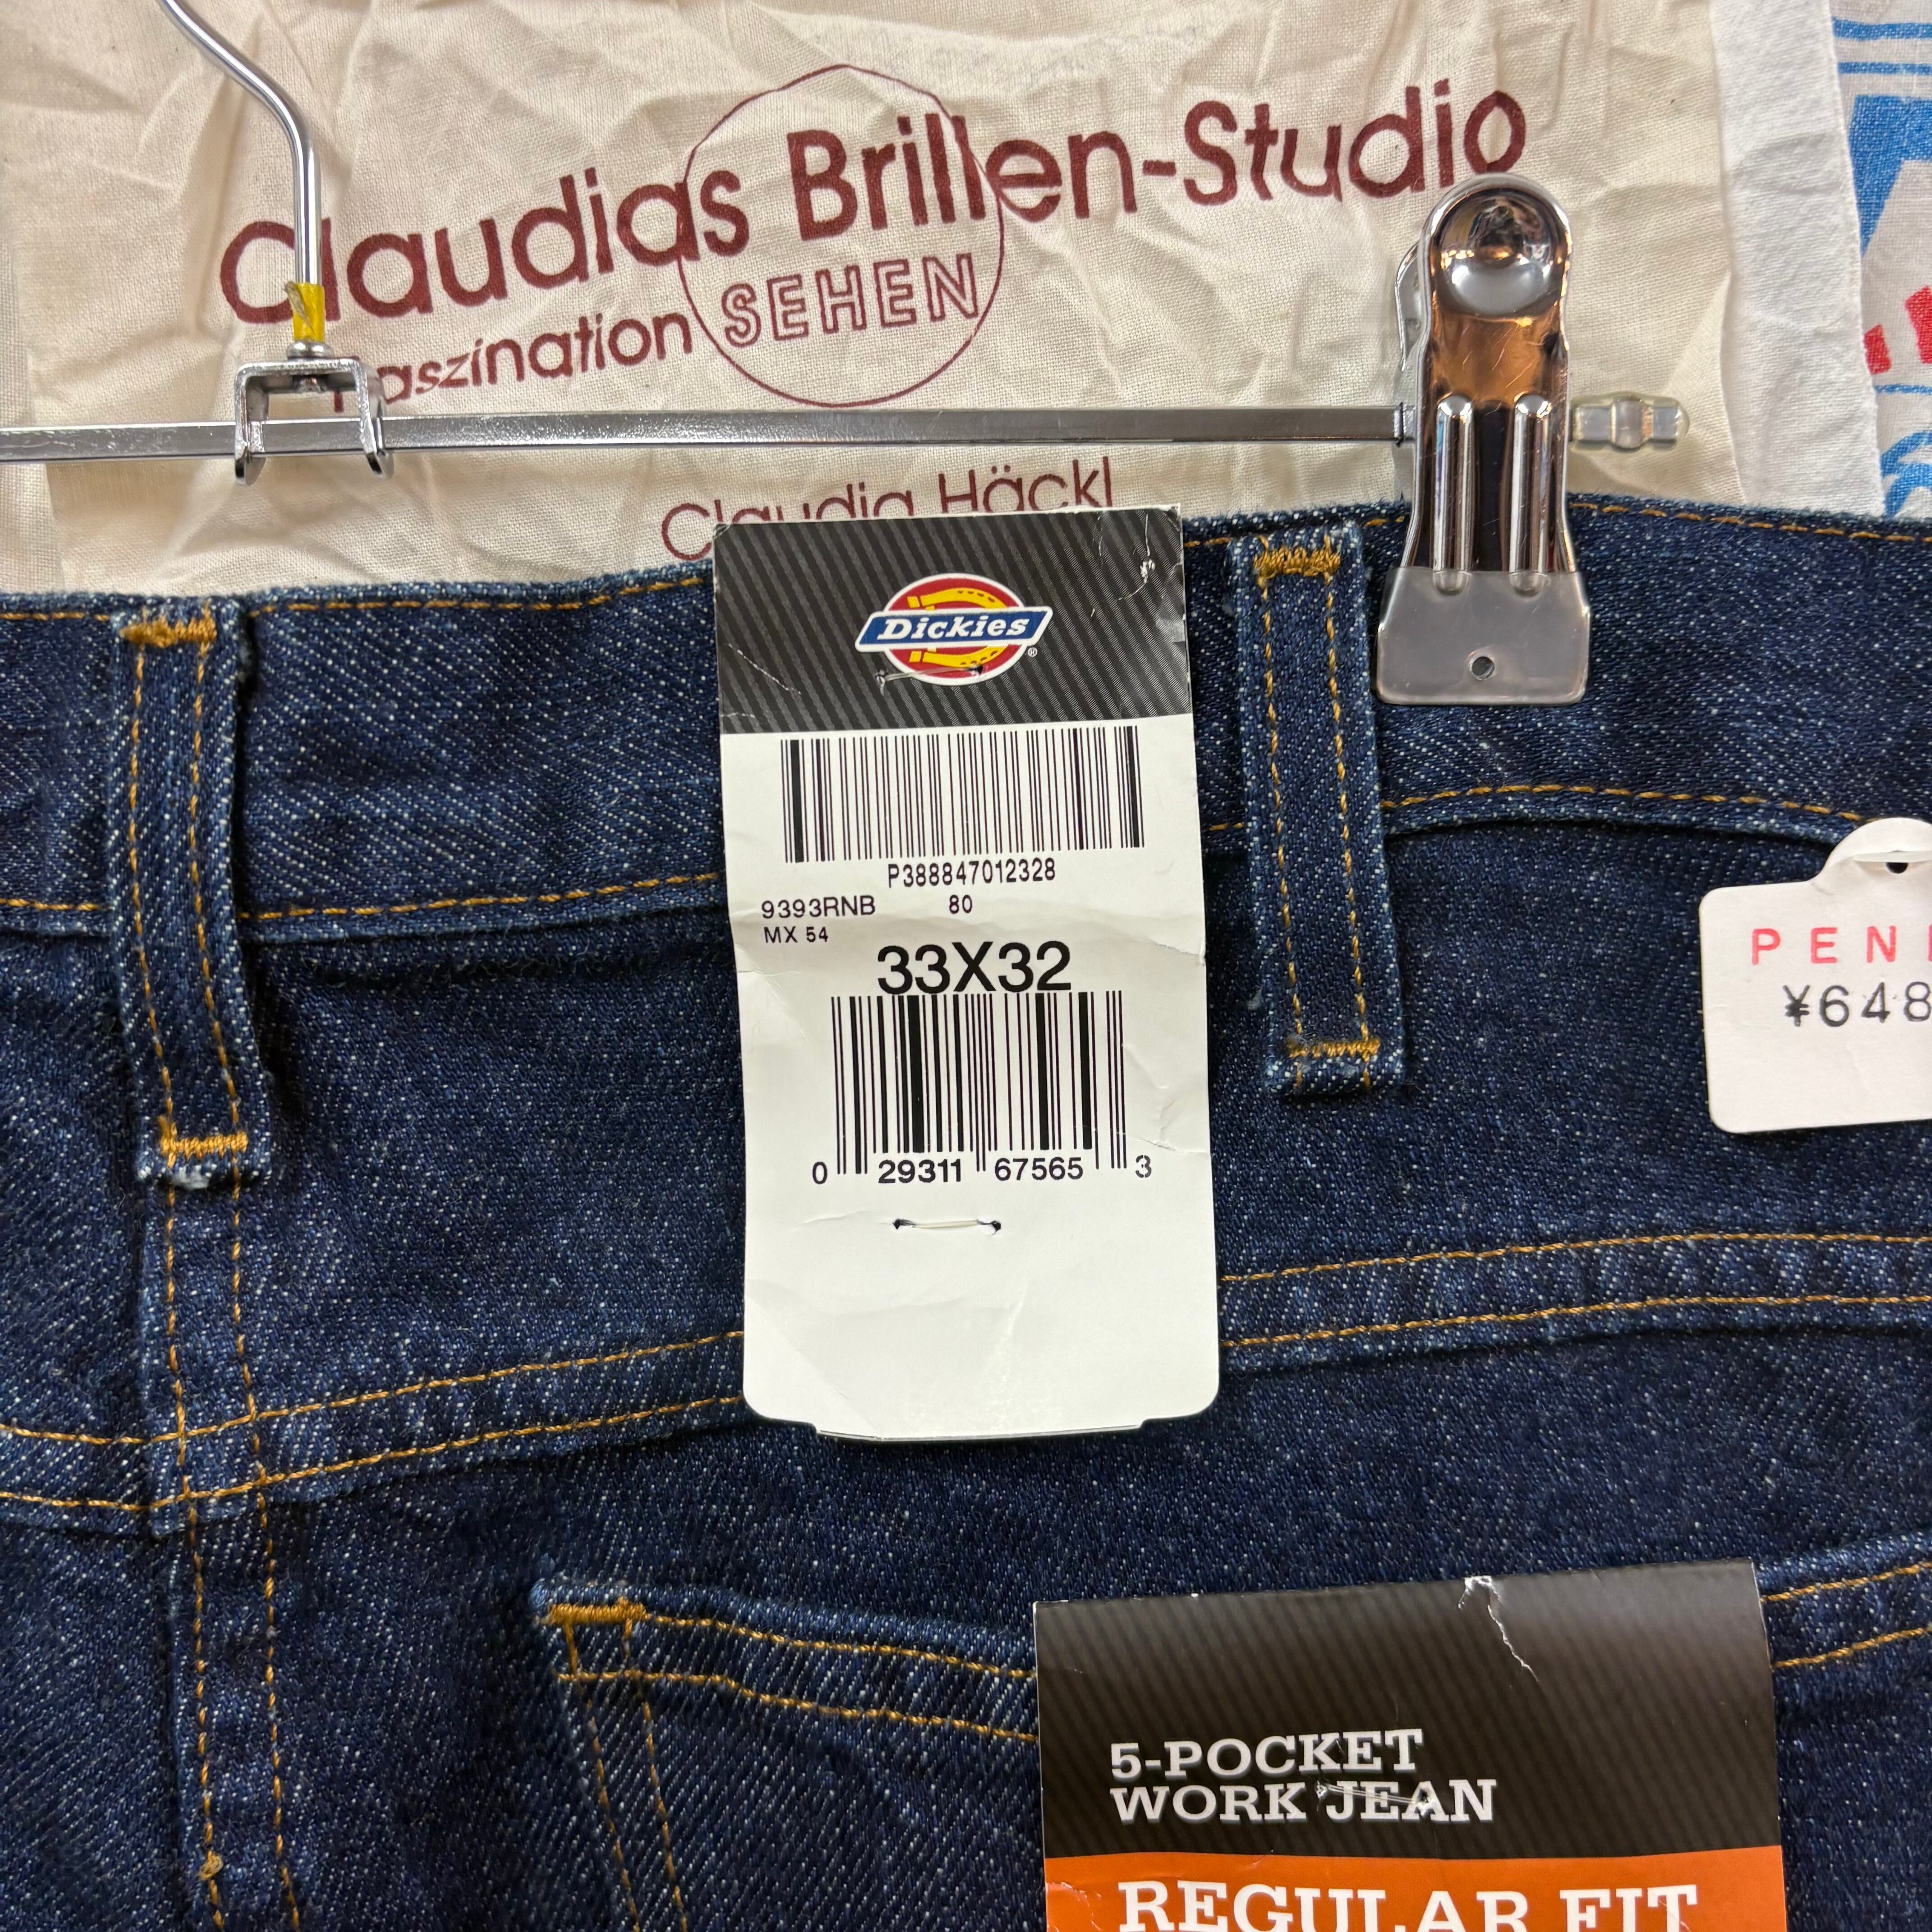 Claudias Brillen-Studio
Faszination SEHEN
Claudia Häckl
Dickies®
P388847012328
9393RNB 80
MX 54
33X32
0 29311 67565 3
PEN
¥648
5-POCKET
WORK JEAN
REGULAR FIT